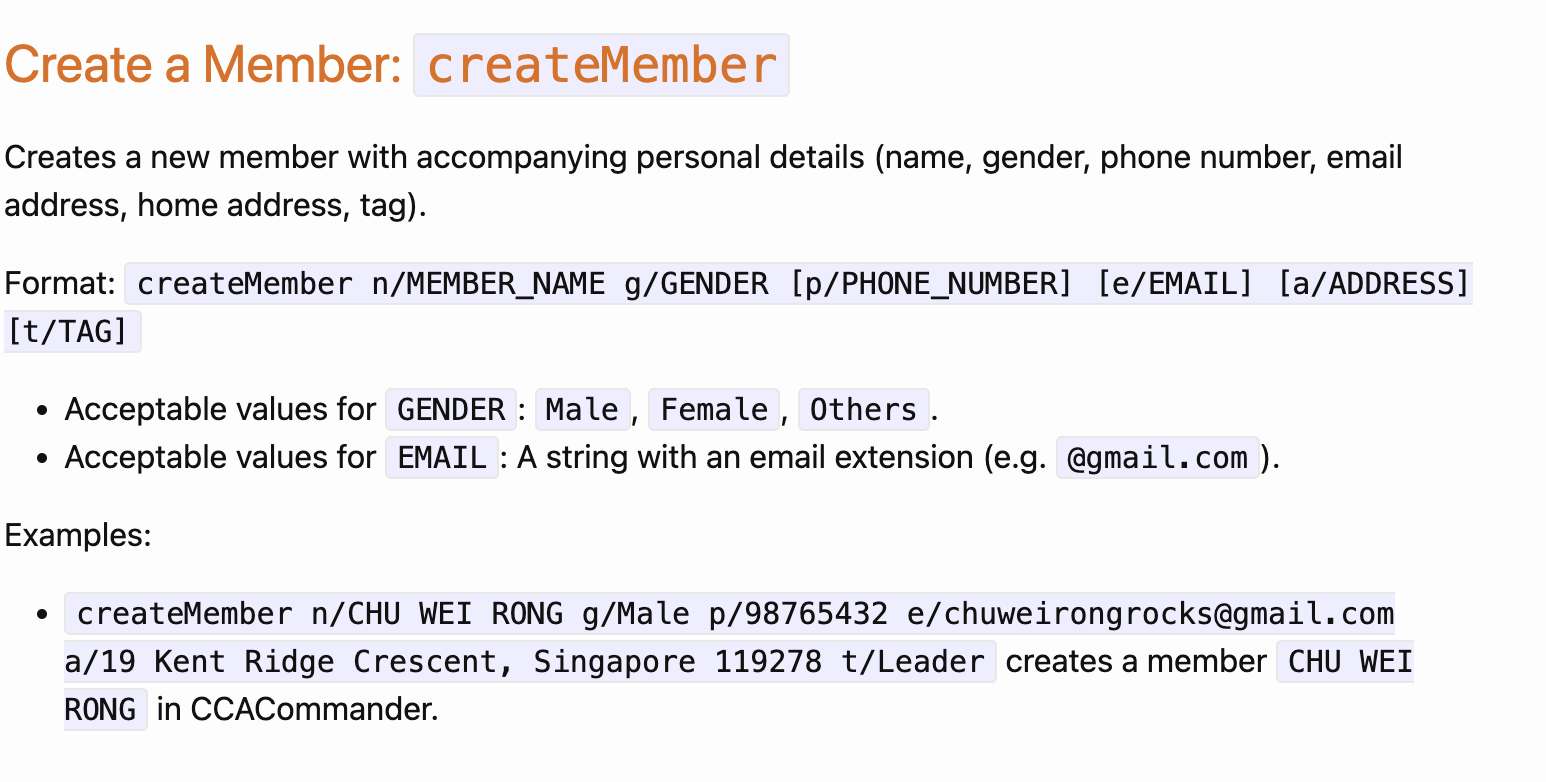 Create a Member: createMember
Creates a new member with accompanying personal details (name, gender, phone number, email
address, home address, tag).
Format: createMember n/MEMBER_NAME g/GENDER [p/PHONE_NUMBER] [e/EMAIL] [a/ADDRESS]
[t/TAG]
• Acceptable values for GENDER: Male, Female, Others.
• Acceptable values for EMAIL: A string with an email extension (e.g. @gmail.com).
Examples:
• createMember n/CHU WEI RONG g/Male p/98765432 e/chuweirongrocks@gmail.com
a/19 Kent Ridge Crescent, Singapore 119278 t/Leader creates a member CHU WEI
RONG in CCACommander.